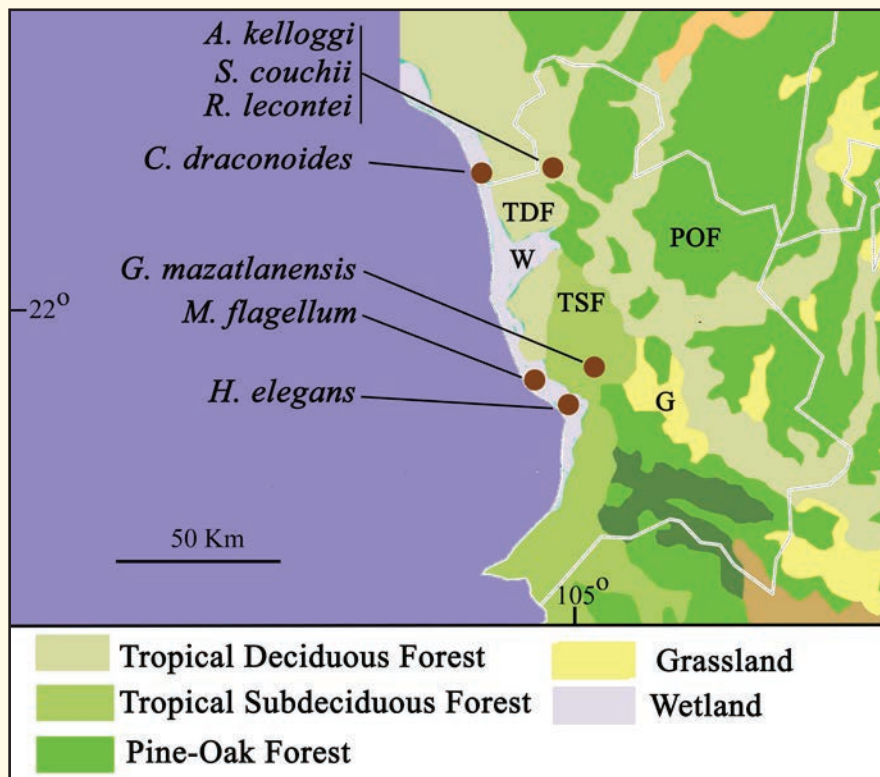 A. kelloggi
S. couchii
R. lecontei
C. draconoides
TDF
POF
W
G. mazatlanensis
22°
TSF
M. flagellum
H. elegans
G
50 Km
105°
Tropical Deciduous Forest
Grassland
Tropical Subdeciduous Forest
Wetland
Pine-Oak Forest